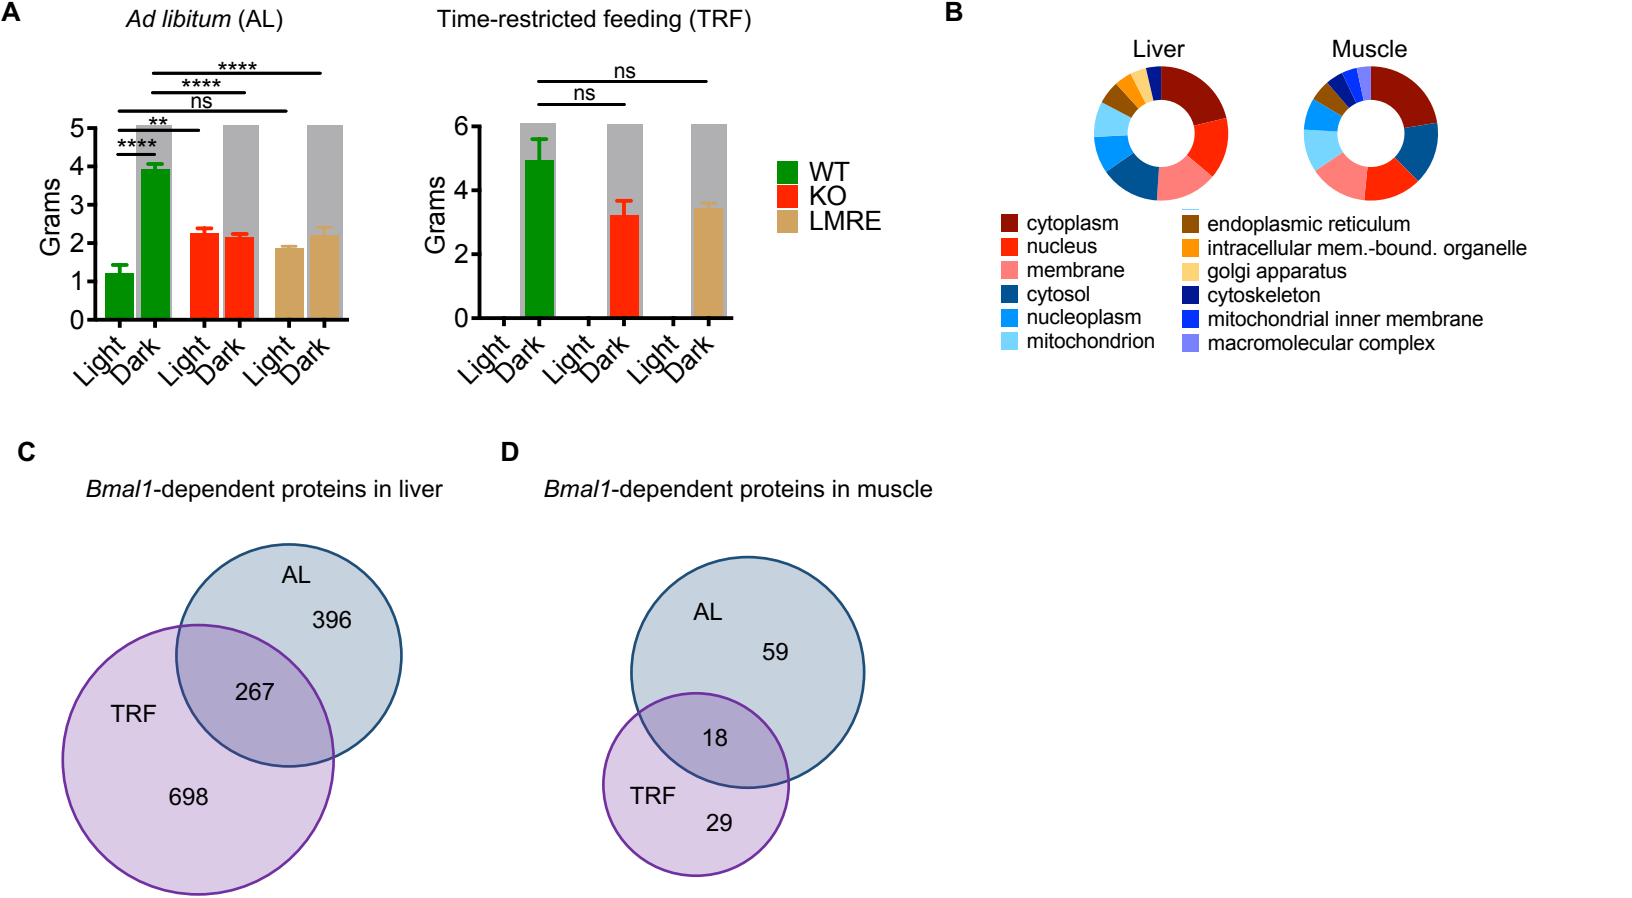 A
Ad libitum (AL)
Time-restricted feeding (TRF)
B
****
****
ns
**
****
Grams
5
4
3
2
1
0
Light
Dark
Light
Dark
Light
Dark
ns
ns
Grams
6
4
2
0
Light
Dark
Light
Dark
Light
Dark
WT
KO
LMRE
Liver
Muscle
cytoplasm
nucleus
membrane
cytosol
nucleoplasm
mitochondrion
endoplasmic reticulum
intracellular mem.-bound. organelle
golgi apparatus
cytoskeleton
mitochondrial inner membrane
macromolecular complex
C
Bmal1-dependent proteins in liver
AL
396
267
TRF
698
D
Bmal1-dependent proteins in muscle
AL
59
18
TRF
29